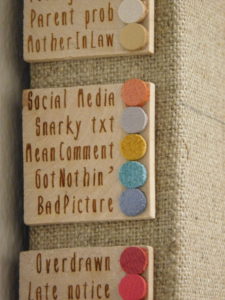 Parent prob
MotherInLaw
Social Media
Snarky txt
MeanComment
GotNothin'
BadPicture
Overdrawn
Late notice